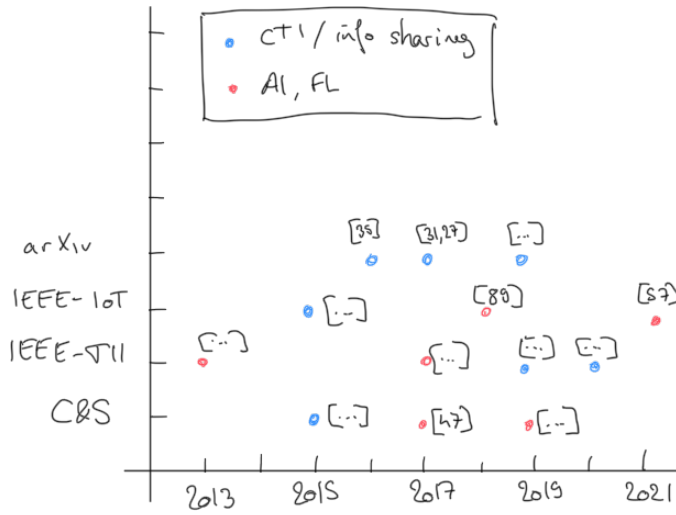 CTI / info sharing
AI, FL
[35] [31,27] [...]
arXiv
[...] [89] [57]
IEEE-IoT
[...] [...] [...] [...]
IEEE-TII
[...] [47] [...]
C&S
2013 2015 2017 2019 2021